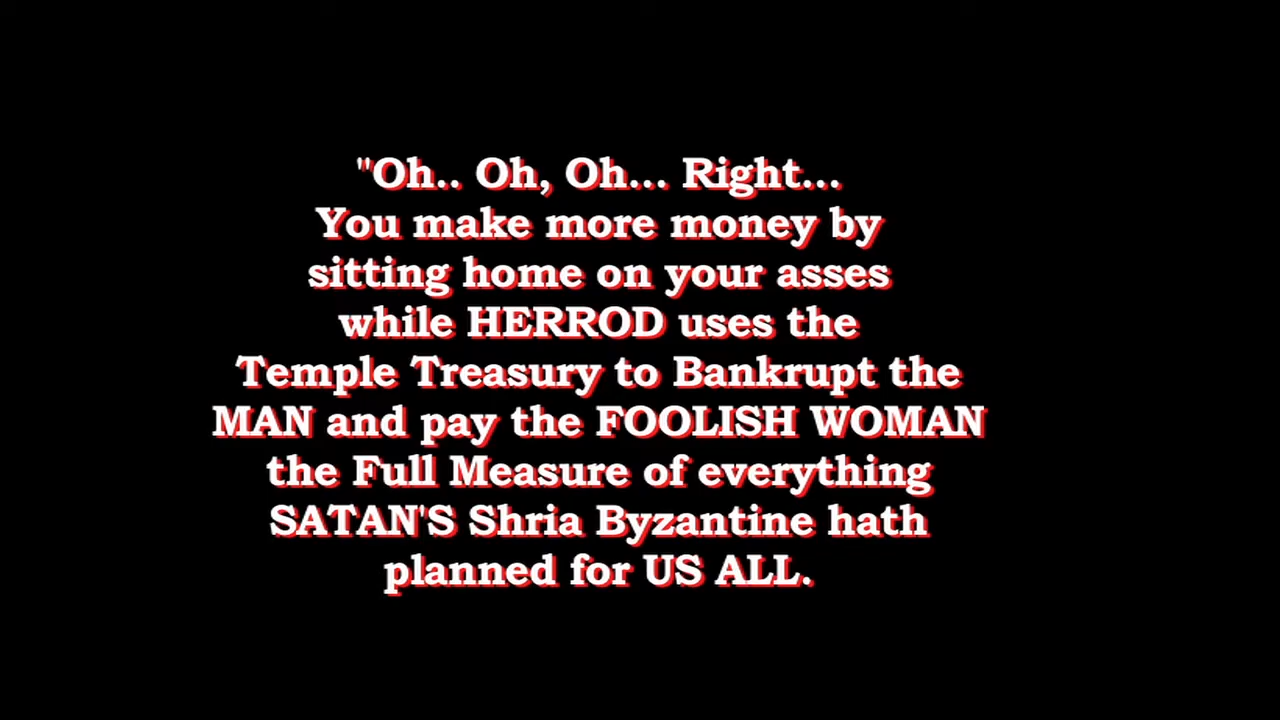 "Oh.. Oh, Oh... Right...
You make more money by
sitting home on your asses
while HERROD uses the
Temple Treasury to Bankrupt the
MAN and pay the FOOLISH WOMAN
the Full Measure of everything
SATAN'S Shria Byzantine hath
planned for US ALL.